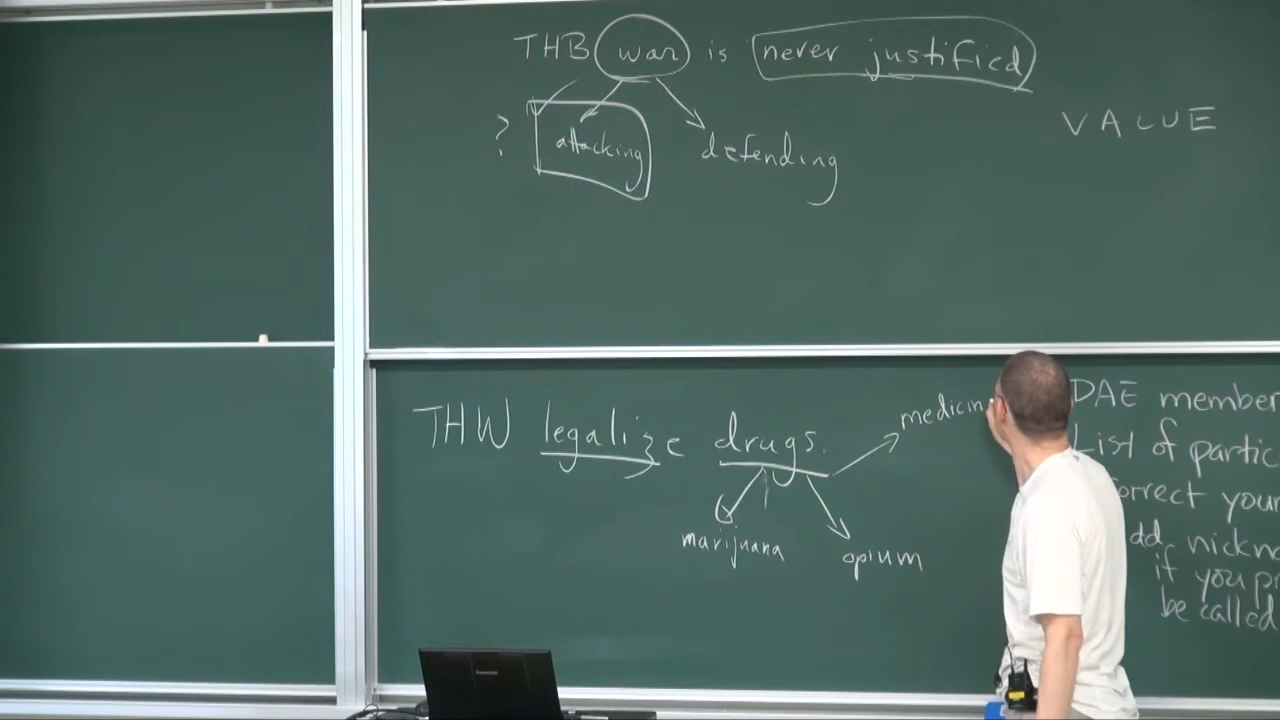 THB war is never justified
VALUE
? attacking defending
THW legalize drugs.
medicin
marijuana
opium
DAE member
List of partic
orrect your
dd nickn
if you pr
be called
Panasonic